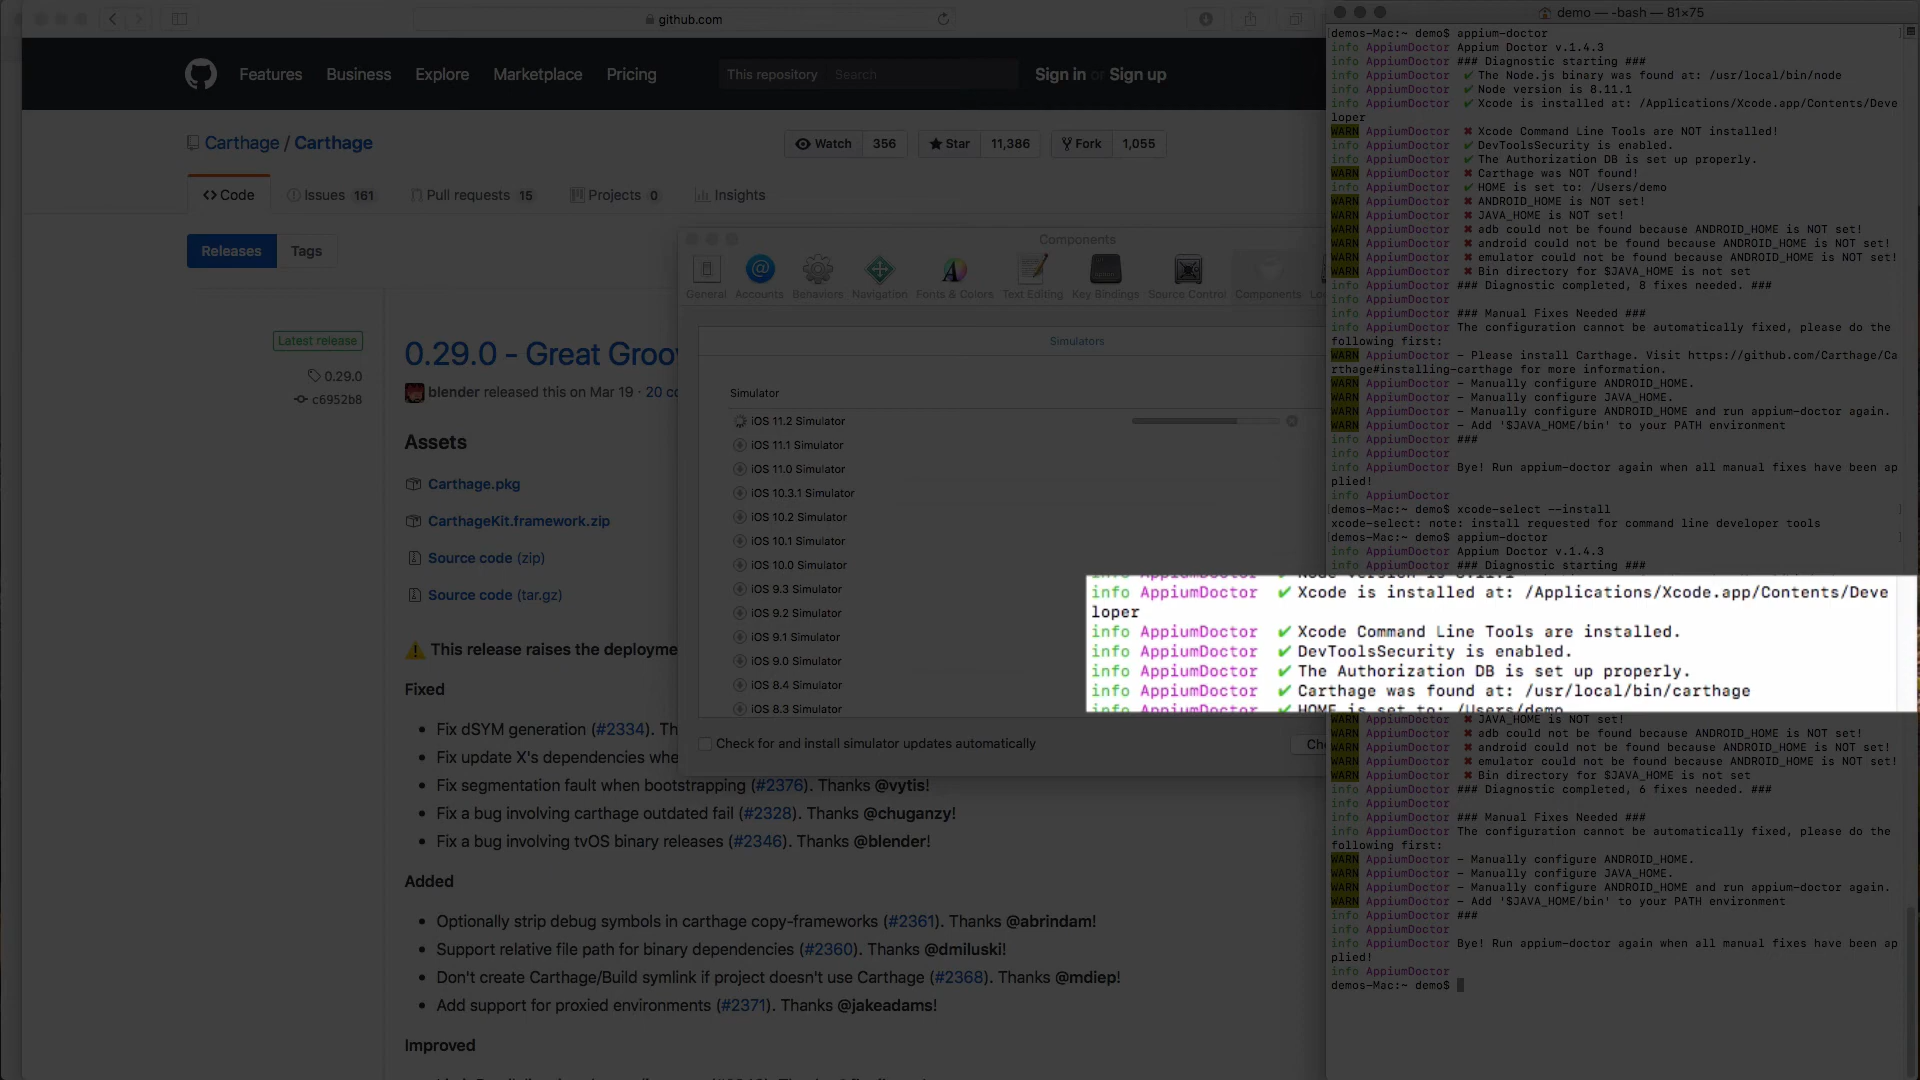 github.com
Features Business Explore Marketplace Pricing This repository Search Sign in or Sign up
Carthage / Carthage
Watch 356 Star 11,386 Fork 1,055
Code Issues 161 Pull requests 15 Projects 0 Insights
Releases Tags
Latest release
0.29.0
c6952b8
0.29.0 - Great Groo
blender released this on Mar 19 · 20 co
Assets
Carthage.pkg
CarthageKit.framework.zip
Source code (zip)
Source code (tar.gz)
This release raises the deployme
Fixed
Fix dSYM generation (#2334). Th
Fix update X's dependencies whe
Fix segmentation fault when bootstrapping (#2376). Thanks @vytis!
Fix a bug involving carthage outdated fail (#2328). Thanks @chuganzy!
Fix a bug involving tvOS binary releases (#2346). Thanks @blender!
Added
Optionally strip debug symbols in carthage copy-frameworks (#2361). Thanks @abrindam!
Support relative file path for binary dependencies (#2360). Thanks @dmiluski!
Don't create Carthage/Build symlink if project doesn't use Carthage (#2368). Thanks @mdiep!
Add support for proxied environments (#2371). Thanks @jakeadams!
Improved
Components
General Accounts Behaviors Navigation Fonts & Colors Text Editing Key Bindings Source Control Components Lo
Simulators
Simulator
iOS 11.2 Simulator
iOS 11.1 Simulator
iOS 11.0 Simulator
iOS 10.3.1 Simulator
iOS 10.2 Simulator
iOS 10.1 Simulator
iOS 10.0 Simulator
iOS 9.3 Simulator
iOS 9.2 Simulator
iOS 9.1 Simulator
iOS 9.0 Simulator
iOS 8.4 Simulator
iOS 8.3 Simulator
Check for and install simulator updates automatically
Che
demo — -bash — 81×75
[demos-Mac:~ demo$ appium-doctor ]
info AppiumDoctor Appium Doctor v.1.4.3
info AppiumDoctor ### Diagnostic starting ###
info AppiumDoctor ✔ The Node.js binary was found at: /usr/local/bin/node
info AppiumDoctor ✔ Node version is 8.11.1
info AppiumDoctor ✔ Xcode is installed at: /Applications/Xcode.app/Contents/Deve
loper
WARN AppiumDoctor ✖ Xcode Command Line Tools are NOT installed!
info AppiumDoctor ✔ DevToolsSecurity is enabled.
info AppiumDoctor ✔ The Authorization DB is set up properly.
WARN AppiumDoctor ✖ Carthage was NOT found!
info AppiumDoctor ✔ HOME is set to: /Users/demo
WARN AppiumDoctor ✖ ANDROID_HOME is NOT set!
WARN AppiumDoctor ✖ JAVA_HOME is NOT set!
WARN AppiumDoctor ✖ adb could not be found because ANDROID_HOME is NOT set!
WARN AppiumDoctor ✖ android could not be found because ANDROID_HOME is NOT set!
WARN AppiumDoctor ✖ emulator could not be found because ANDROID_HOME is NOT set!
WARN AppiumDoctor ✖ Bin directory for $JAVA_HOME is not set
info AppiumDoctor ### Diagnostic completed, 8 fixes needed. ###
info AppiumDoctor
info AppiumDoctor ### Manual Fixes Needed ###
info AppiumDoctor The configuration cannot be automatically fixed, please do the
following first:
WARN AppiumDoctor - Please install Carthage. Visit https://github.com/Carthage/Ca
rthage#installing-carthage for more information.
WARN AppiumDoctor - Manually configure ANDROID_HOME.
WARN AppiumDoctor - Manually configure JAVA_HOME.
WARN AppiumDoctor - Manually configure ANDROID_HOME and run appium-doctor again.
WARN AppiumDoctor - Add '$JAVA_HOME/bin' to your PATH environment
info AppiumDoctor ###
info AppiumDoctor
info AppiumDoctor Bye! Run appium-doctor again when all manual fixes have been ap
plied!
info AppiumDoctor
[demos-Mac:~ demo$ xcode-select --install ]
xcode-select: note: install requested for command line developer tools
[demos-Mac:~ demo$ appium-doctor ]
info AppiumDoctor Appium Doctor v.1.4.3
info AppiumDoctor ### Diagnostic starting ###
info AppiumDoctor ✔ Node version is 8.11.1
info AppiumDoctor ✔ Xcode is installed at: /Applications/Xcode.app/Contents/Deve
loper
info AppiumDoctor ✔ Xcode Command Line Tools are installed.
info AppiumDoctor ✔ DevToolsSecurity is enabled.
info AppiumDoctor ✔ The Authorization DB is set up properly.
info AppiumDoctor ✔ Carthage was found at: /usr/local/bin/carthage
info AppiumDoctor ✔ HOME is set to: /Users/demo
WARN AppiumDoctor ✖ JAVA_HOME is NOT set!
WARN AppiumDoctor ✖ adb could not be found because ANDROID_HOME is NOT set!
WARN AppiumDoctor ✖ android could not be found because ANDROID_HOME is NOT set!
WARN AppiumDoctor ✖ emulator could not be found because ANDROID_HOME is NOT set!
WARN AppiumDoctor ✖ Bin directory for $JAVA_HOME is not set
info AppiumDoctor ### Diagnostic completed, 6 fixes needed. ###
info AppiumDoctor
info AppiumDoctor ### Manual Fixes Needed ###
info AppiumDoctor The configuration cannot be automatically fixed, please do the
following first:
WARN AppiumDoctor - Manually configure ANDROID_HOME.
WARN AppiumDoctor - Manually configure JAVA_HOME.
WARN AppiumDoctor - Manually configure ANDROID_HOME and run appium-doctor again.
WARN AppiumDoctor - Add '$JAVA_HOME/bin' to your PATH environment
info AppiumDoctor ###
info AppiumDoctor
info AppiumDoctor Bye! Run appium-doctor again when all manual fixes have been ap
plied!
info AppiumDoctor
demos-Mac:~ demo$